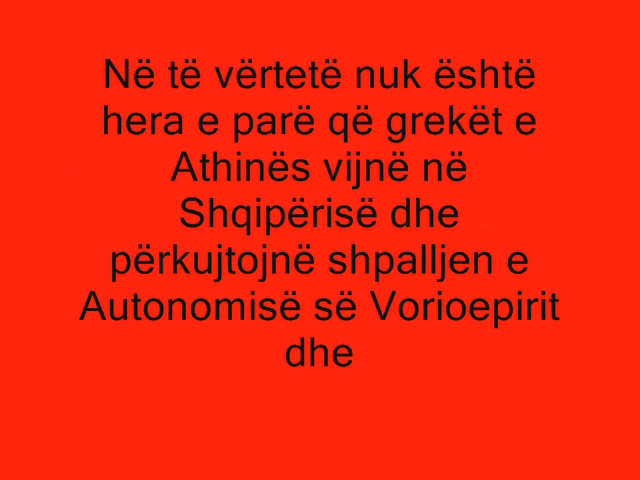 Në të vërtetë nuk është
hera e parë që grekët e
Athinës vijnë në
Shqipërisë dhe
përkujtojnë shpalljen e
Autonomisë së Vorioepirit
dhe